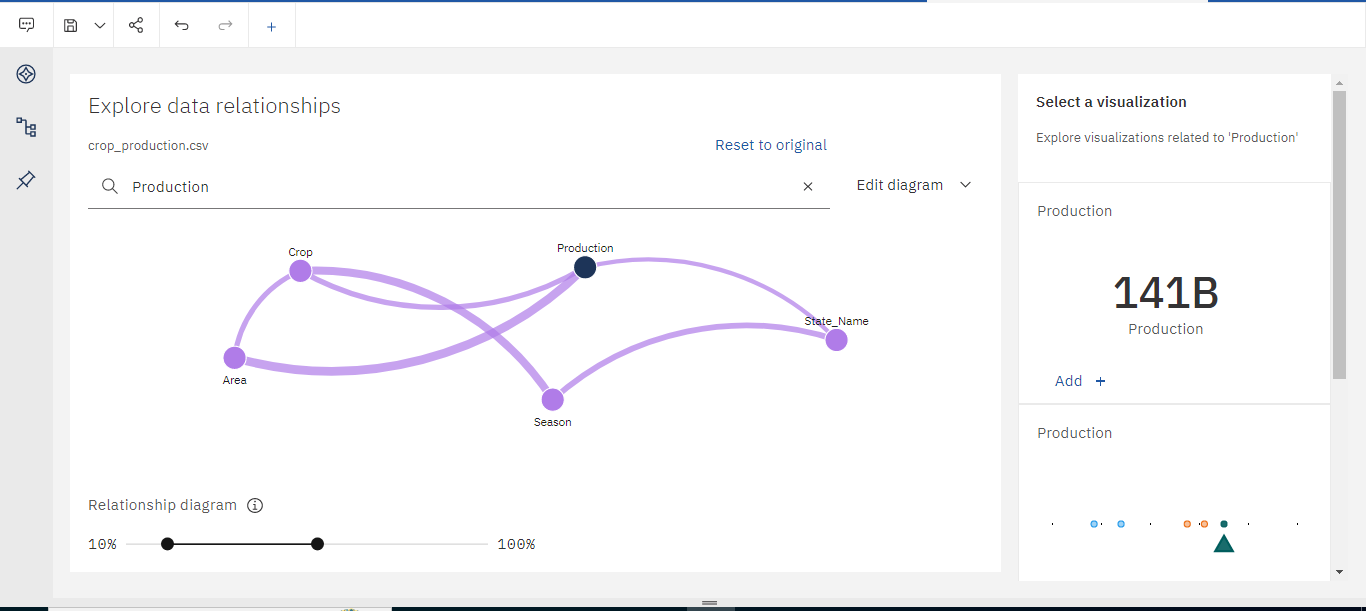 Explore data relationships
crop_production.csv
Reset to original
Production
Edit diagram
Crop
Production
State_Name
Area
Season
Relationship diagram
10%
100%
Select a visualization
Explore visualizations related to 'Production'
Production
141B
Production
Add +
Production